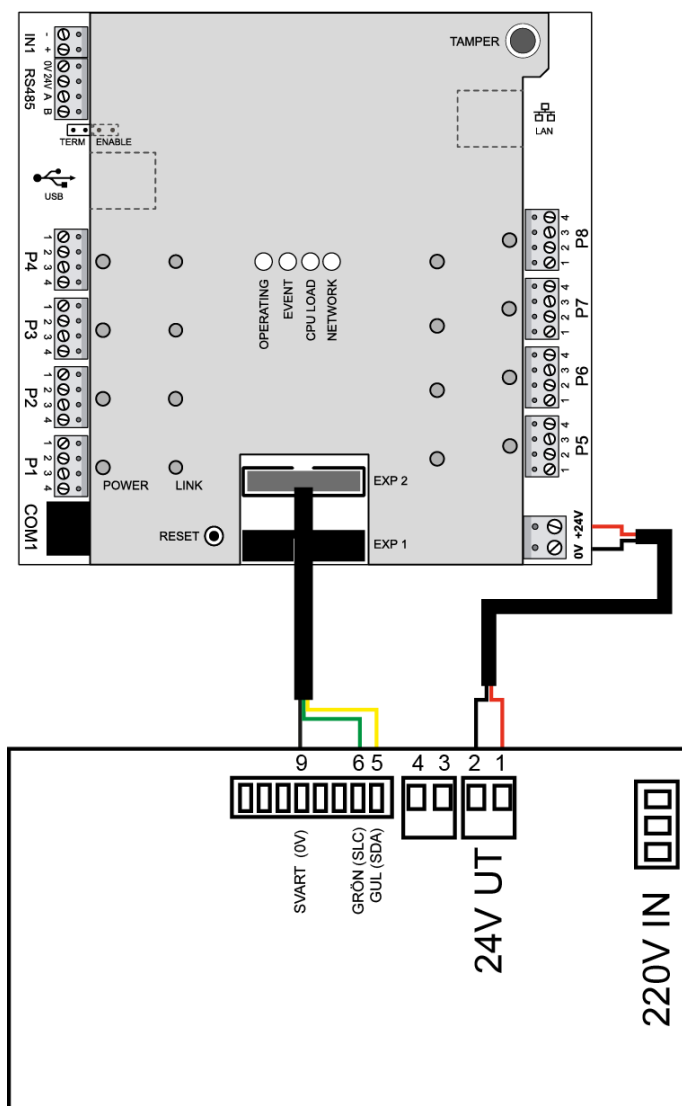 TAMPER
IN1
- +
RS485
0V 24V A B
TERM
ENABLE
LAN
USB
P4
1 2 3 4
P3
1 2 3 4
P2
1 2 3 4
P1
1 2 3 4
COM1
OPERATING
EVENT
CPU LOAD
NETWORK
P8
4 3 2 1
P7
4 3 2 1
P6
4 3 2 1
P5
4 3 2 1
POWER
LINK
EXP 2
RESET
EXP 1
0V +24V
9
6 5
4 3
2 1
SVART (0V)
GRÖN (SLC)
GUL (SDA)
24V UT
220V IN